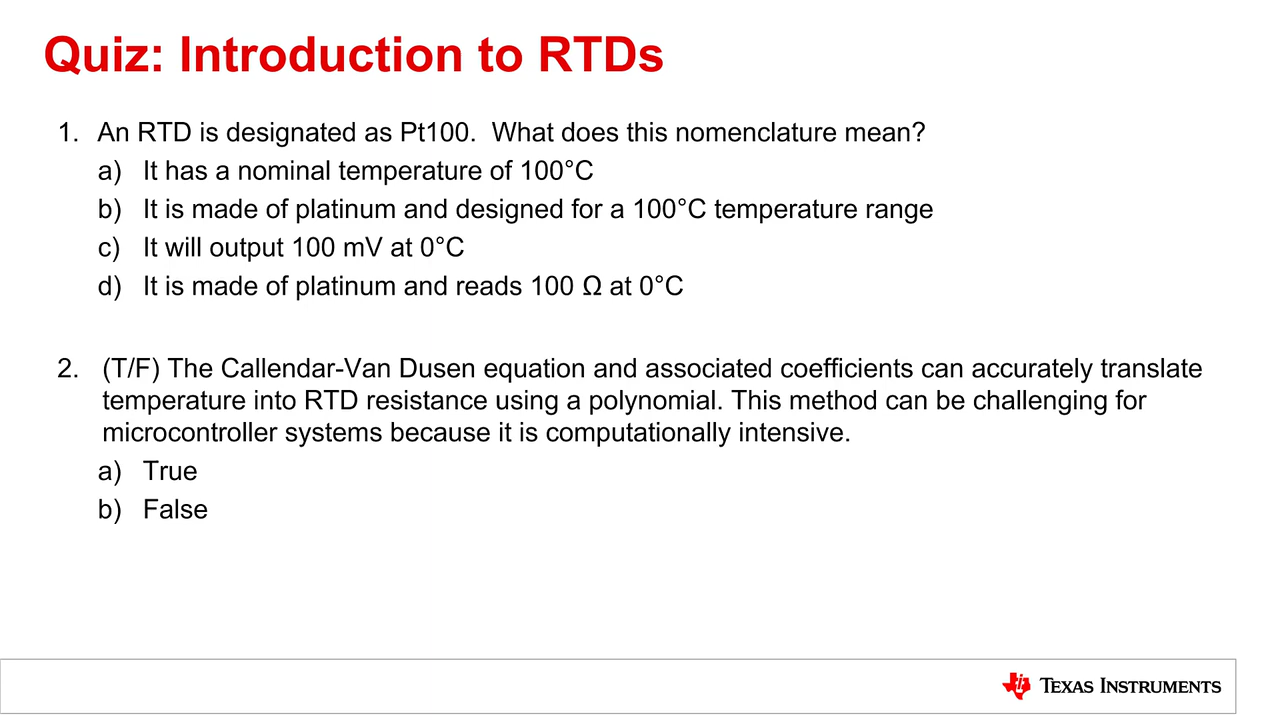 Quiz: Introduction to RTDs
1. An RTD is designated as Pt100. What does this nomenclature mean?
a) It has a nominal temperature of 100°C
b) It is made of platinum and designed for a 100°C temperature range
c) It will output 100 mV at 0°C
d) It is made of platinum and reads 100 Ω at 0°C
2. (T/F) The Callendar-Van Dusen equation and associated coefficients can accurately translate
temperature into RTD resistance using a polynomial. This method can be challenging for
microcontroller systems because it is computationally intensive.
a) True
b) False
TEXAS INSTRUMENTS